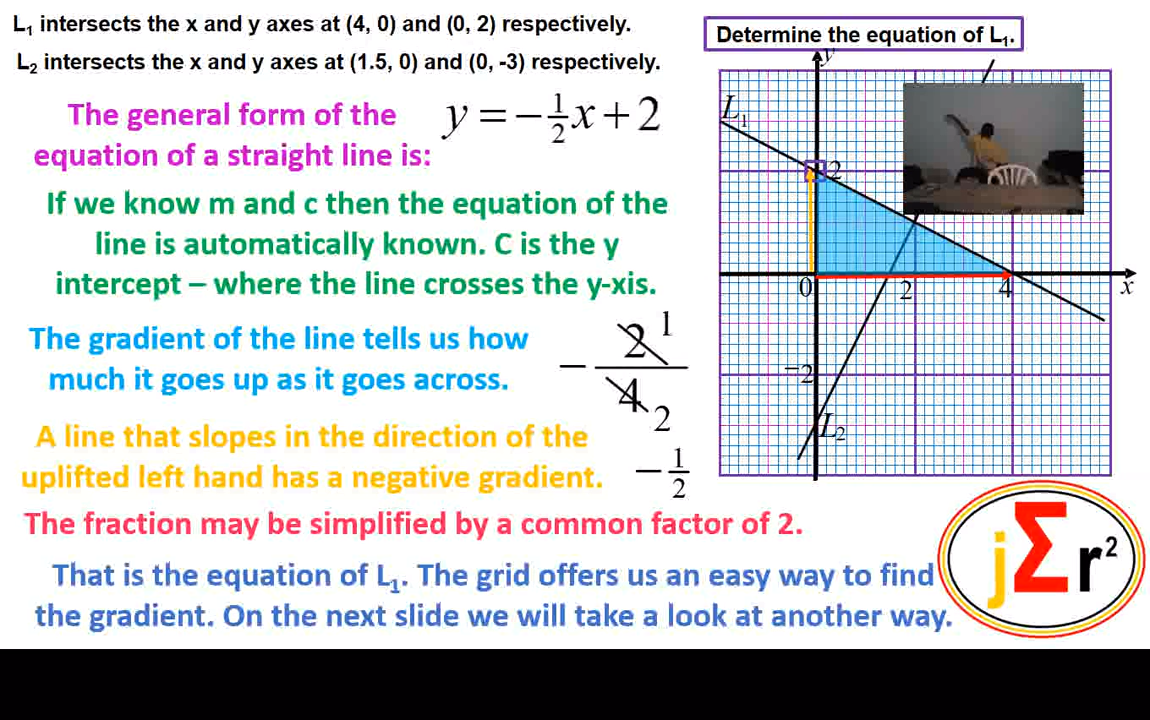 L₁ intersects the x and y axes at (4, 0) and (0, 2) respectively.
L₂ intersects the x and y axes at (1.5, 0) and (0, -3) respectively.
Determine the equation of L₁.
The general form of the
equation of a straight line is:
y = -½x + 2
If we know m and c then the equation of the
line is automatically known. C is the y
intercept – where the line crosses the y-xis.
The gradient of the line tells us how
much it goes up as it goes across.
2 1
−
4 2
A line that slopes in the direction of the
uplifted left hand has a negative gradient.
−1/2
The fraction may be simplified by a common factor of 2.
That is the equation of L₁. The grid offers us an easy way to find
the gradient. On the next slide we will take a look at another way.
y
L₁
2
0 2 4 x
−2
L₂
jΣr²